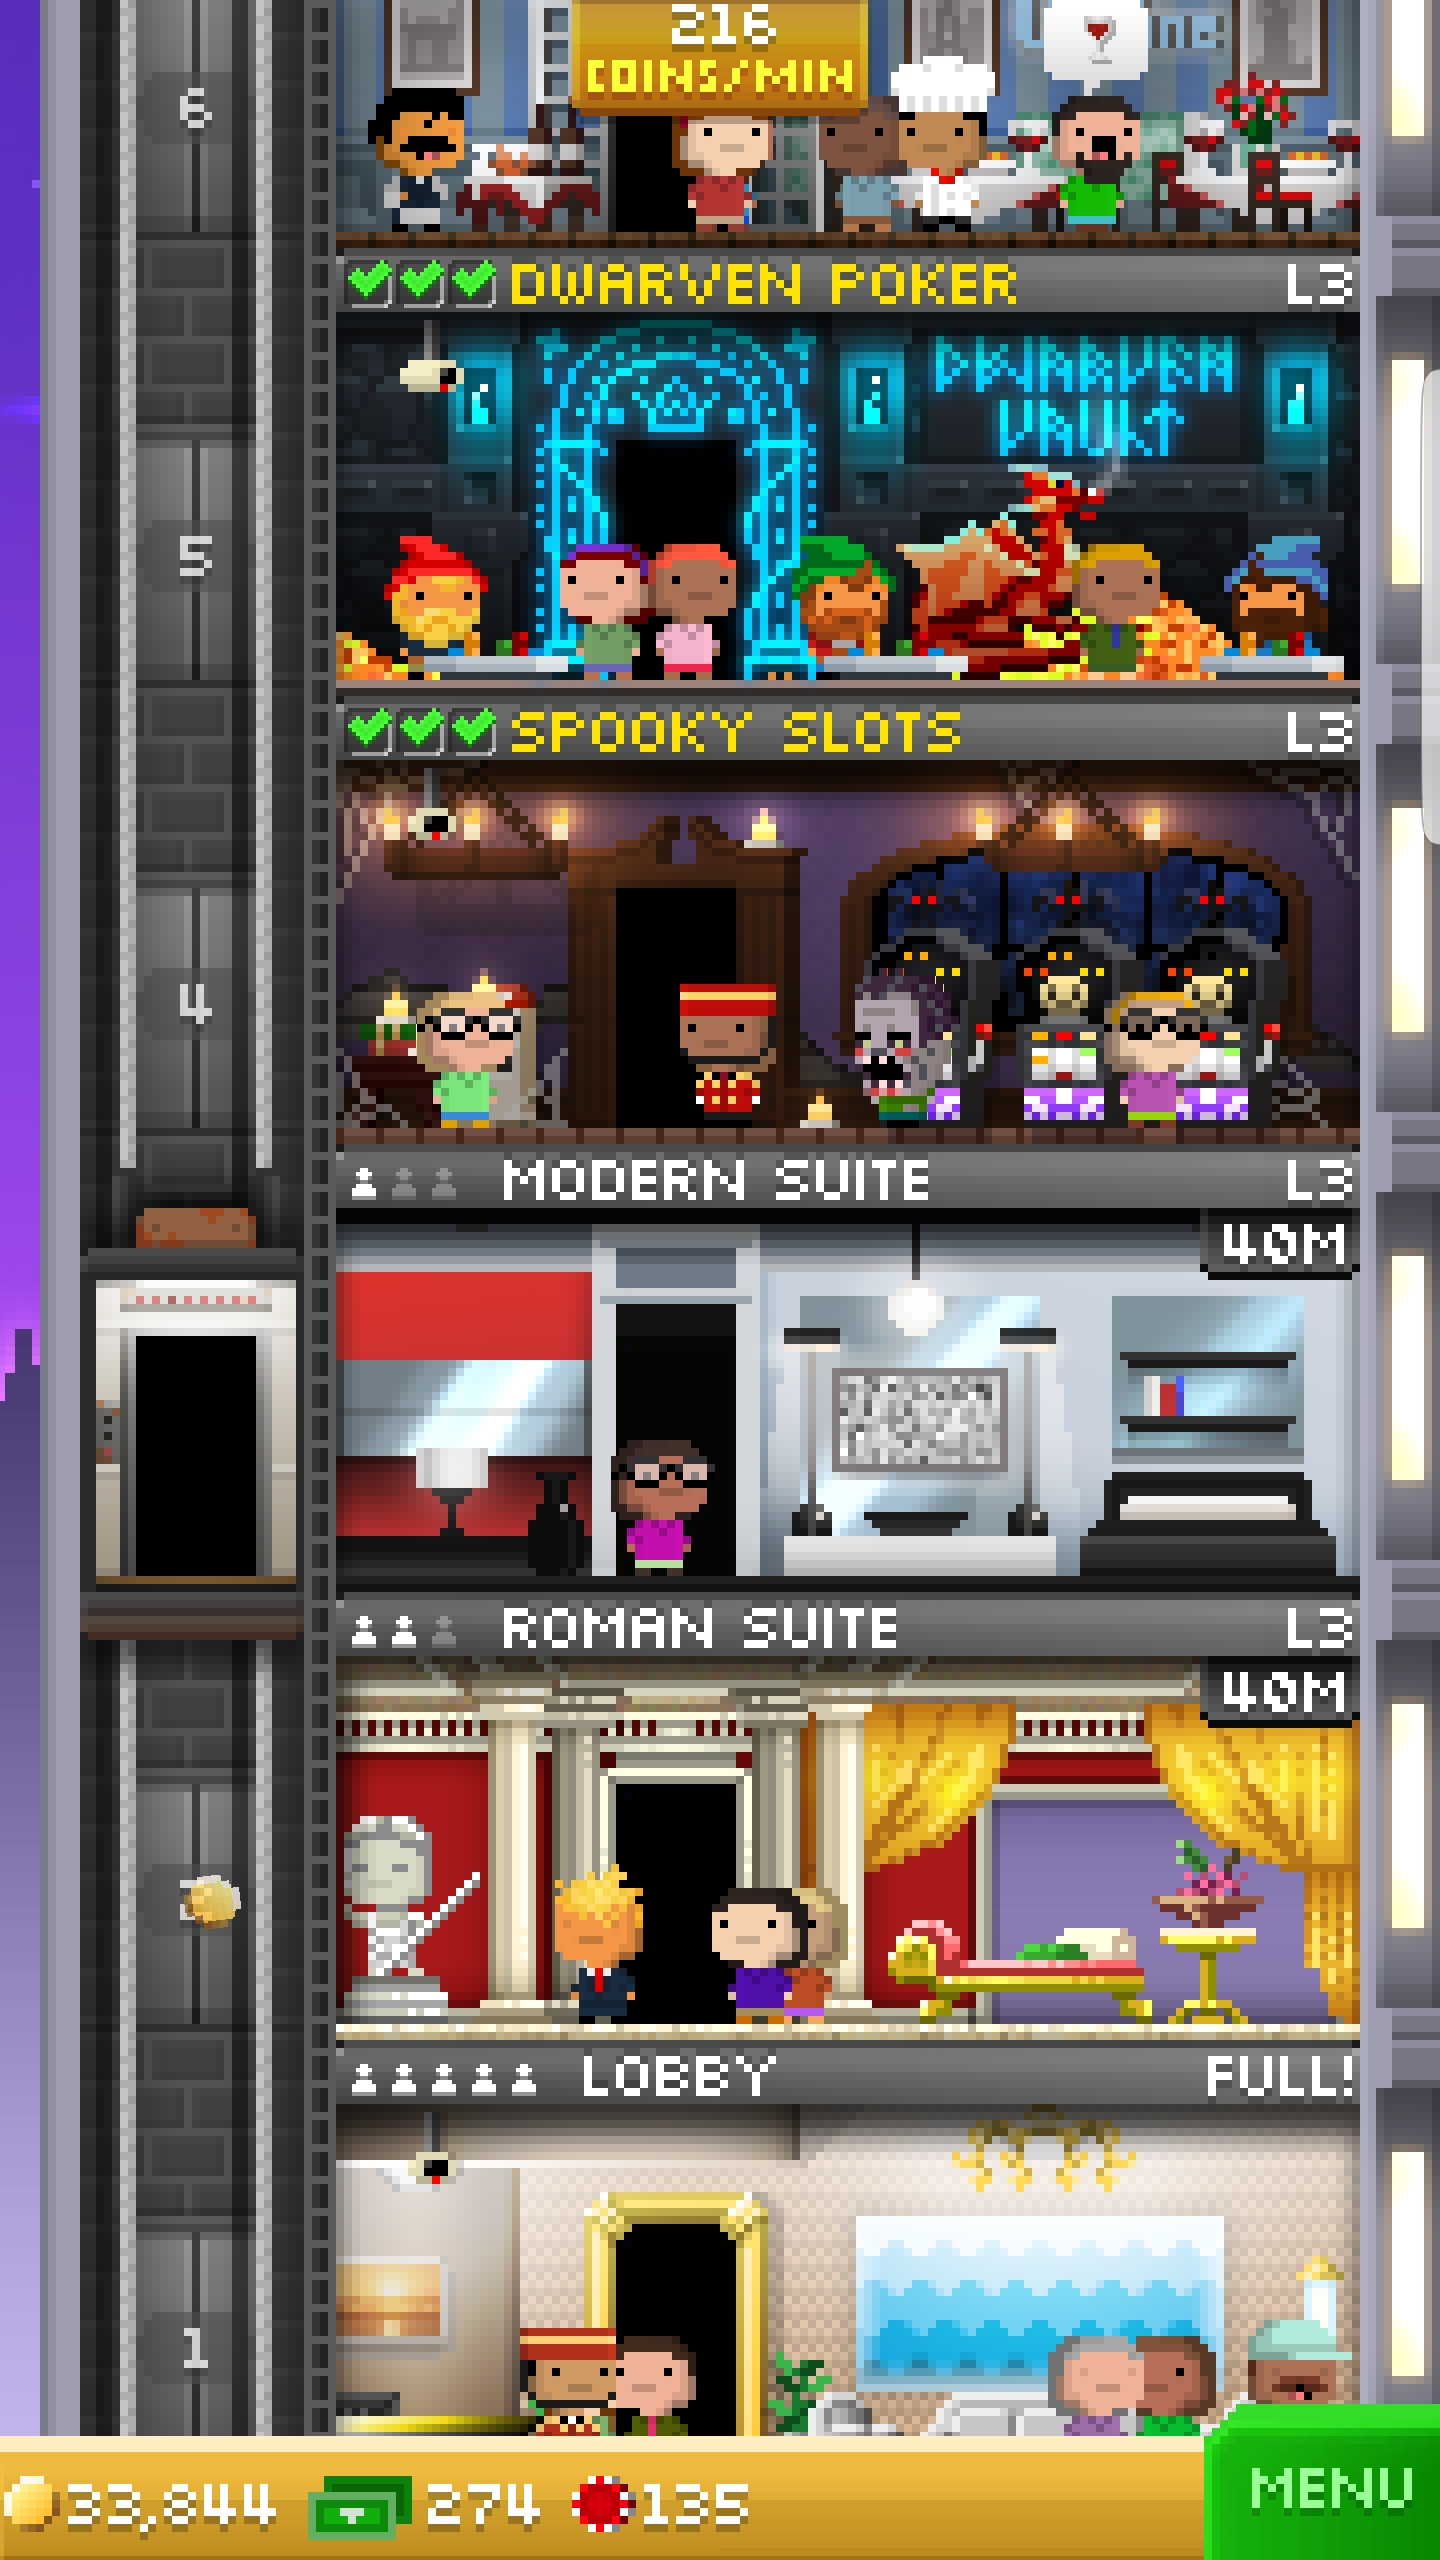 216
COINS/MIN
6
DWARVEN POKER L3
DWARVEN
VAULT
5
SPOOKY SLOTS L3
4
MODERN SUITE L3
40M
ROMAN SUITE L3
40M
LOBBY FULL!
1
33,844 274 135
MENU